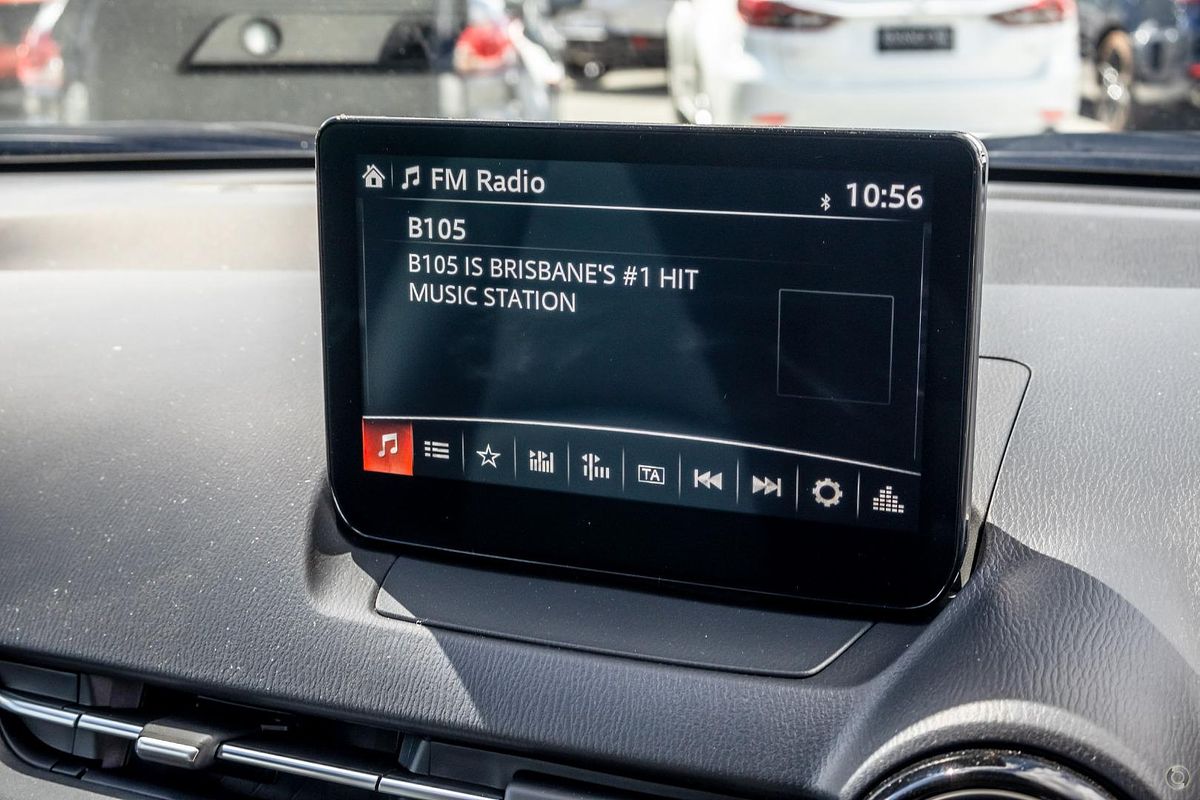 FM Radio
10:56
B105
B105 IS BRISBANE'S #1 HIT
MUSIC STATION
TA